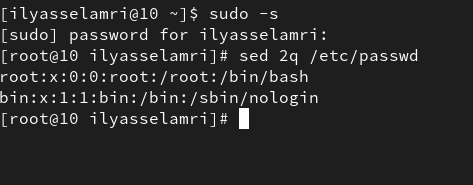 [ilyasselamri@10 ~]$ sudo -s
[sudo] password for ilyasselamri:
[root@10 ilyasselamri]# sed 2q /etc/passwd
root:x:0:0:root:/root:/bin/bash
bin:x:1:1:bin:/bin:/sbin/nologin
[root@10 ilyasselamri]#